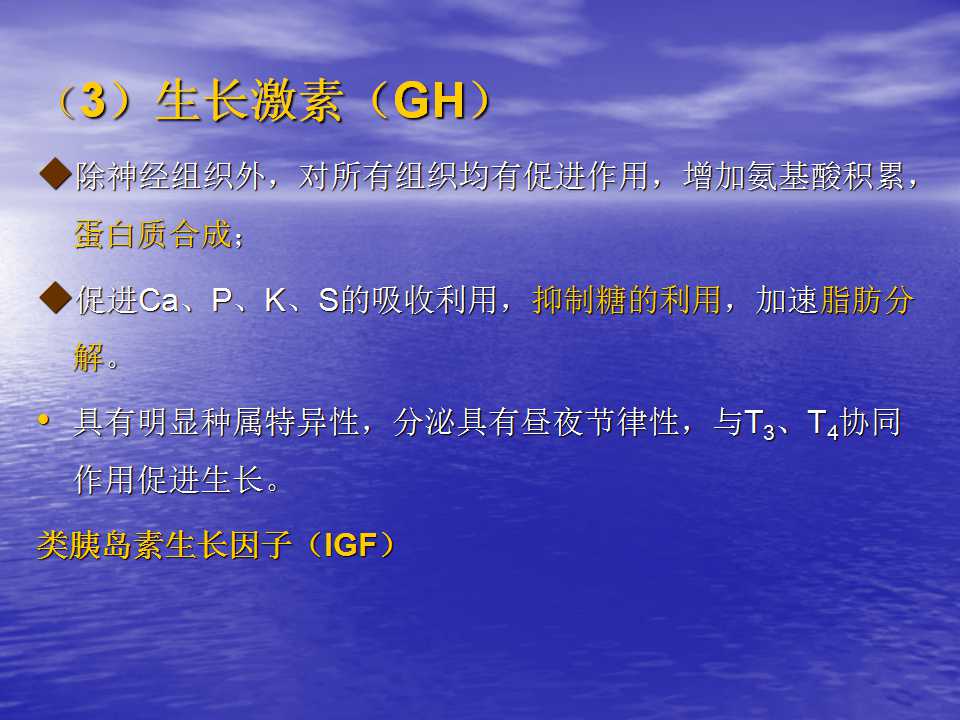 （3）生长激素（GH）
◆除神经组织外，对所有组织均有促进作用，增加氨基酸积累，
蛋白质合成；
◆促进Ca、P、K、S的吸收利用，抑制糖的利用，加速脂肪分
解。
• 具有明显种属特异性，分泌具有昼夜节律性，与T₃、T₄协同
作用促进生长。
类胰岛素生长因子（IGF）